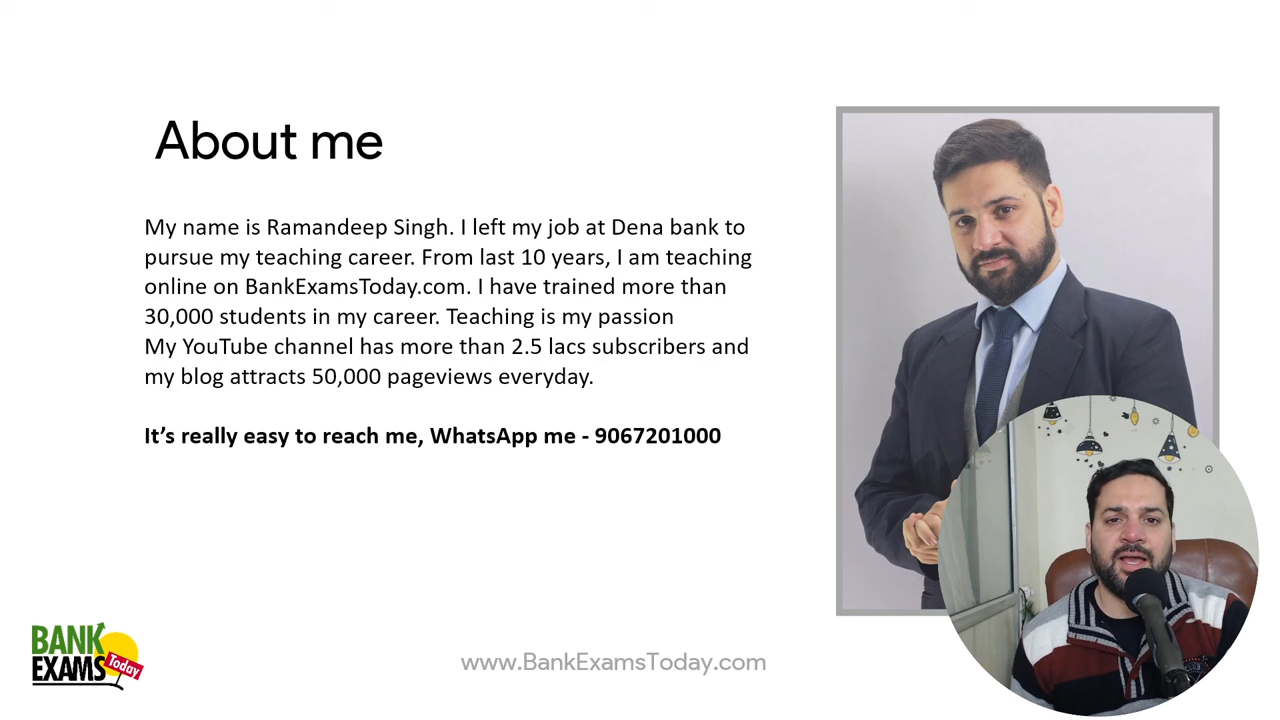 About me
My name is Ramandeep Singh. I left my job at Dena bank to
pursue my teaching career. From last 10 years, I am teaching
online on BankExamsToday.com. I have trained more than
30,000 students in my career. Teaching is my passion
My YouTube channel has more than 2.5 lacs subscribers and
my blog attracts 50,000 pageviews everyday.
It’s really easy to reach me, WhatsApp me - 9067201000
BANK
EXAMS Today
www.BankExamsToday.com